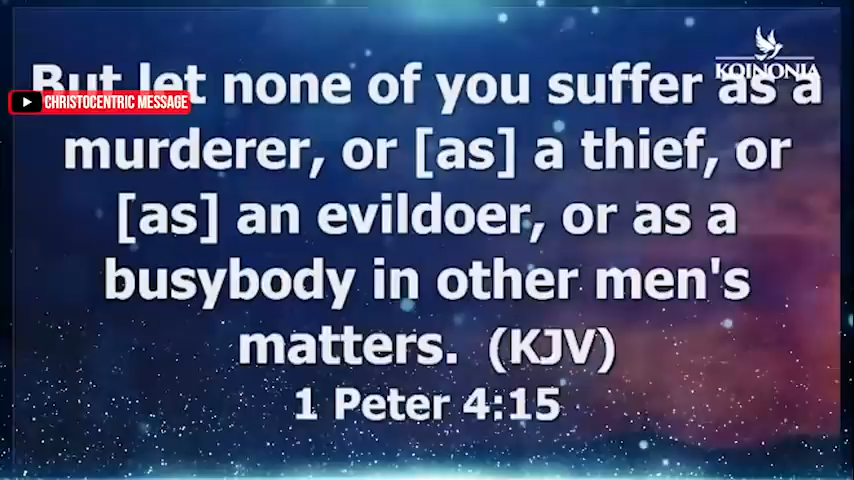 KOINONIA
But let none of you suffer as a
CHRISTOCENTRIC MESSAGE
murderer, or [as] a thief, or
[as] an evildoer, or as a
busybody in other men's
matters. (KJV)
1 Peter 4:15